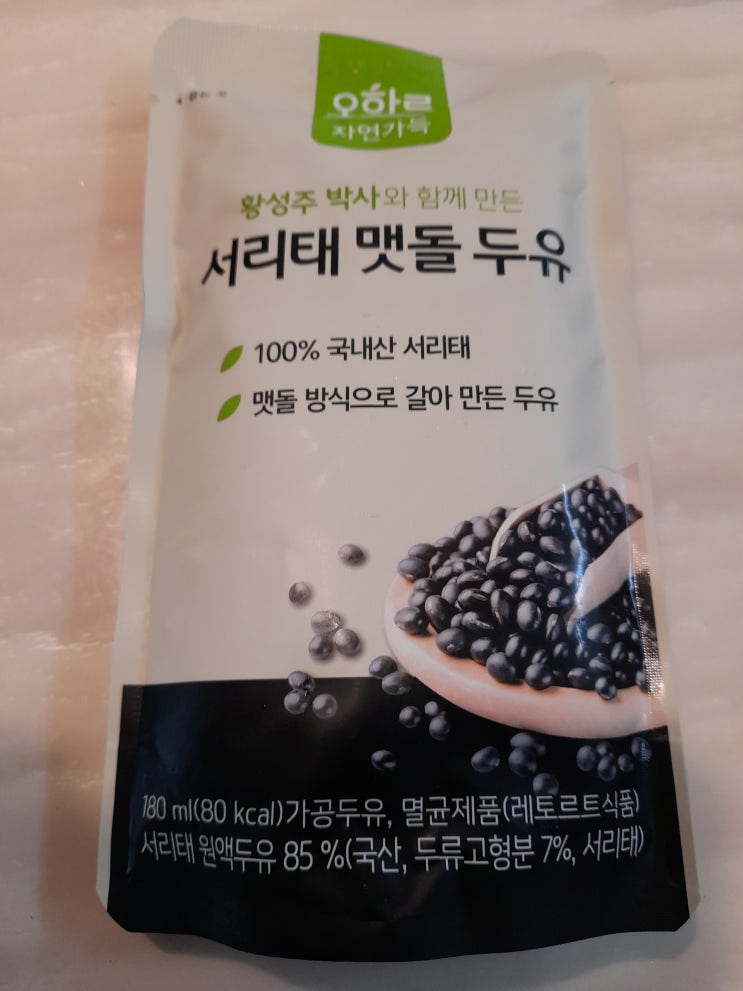 오하루
자연가득
황성주 박사와 함께 만든
서리태 맷돌 두유
100% 국내산 서리태
맷돌 방식으로 갈아 만든 두유
180 ml(80 kcal)가공두유, 멸균제품(레토르트식품)
서리태 원액두유 85 %(국산, 두류고형분 7%, 서리태)